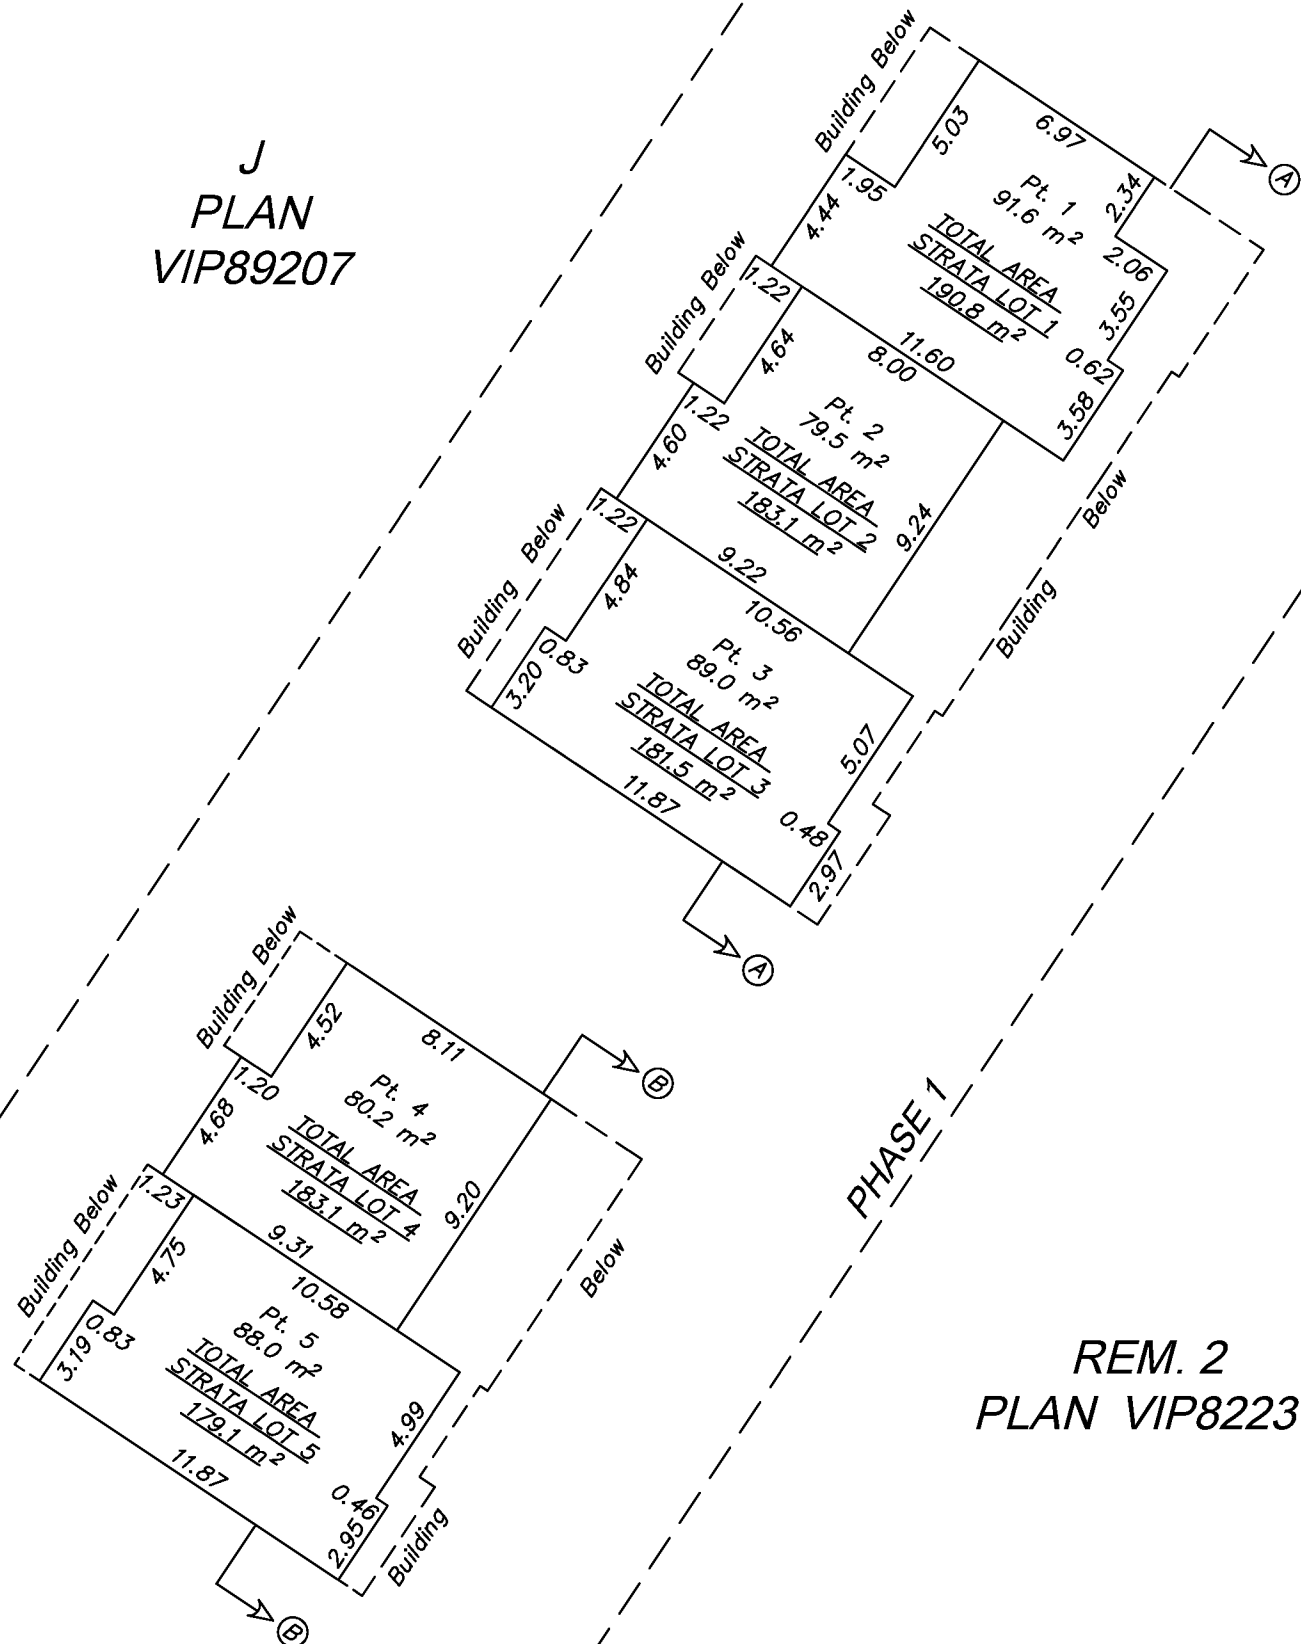 J
PLAN
VIP89207
Building Below
5.03
6.97
A
1.95
4.44
Pt. 1
91.6 m²
TOTAL AREA
STRATA LOT 1
190.8 m²
2.34
2.06
3.55
0.62
3.58
11.60
Building Below
1.22
4.64
8.00
1.22
4.60
Pt. 2
79.5 m²
TOTAL AREA
STRATA LOT 2
183.1 m²
9.24
9.22
Building Below
Building Below
1.22
4.84
10.56
0.83
3.20
Pt. 3
89.0 m²
TOTAL AREA
STRATA LOT 3
181.5 m²
5.07
0.48
2.97
11.87
A
Building Below
4.52
8.11
B
1.20
4.68
Pt. 4
80.2 m²
TOTAL AREA
STRATA LOT 4
183.1 m²
9.20
9.31
PHASE 1
Building Below
1.23
4.75
10.58
0.83
3.19
Pt. 5
88.0 m²
TOTAL AREA
STRATA LOT 5
179.1 m²
4.99
0.46
2.95
11.87
Building Below
B
REM. 2
PLAN VIP8223